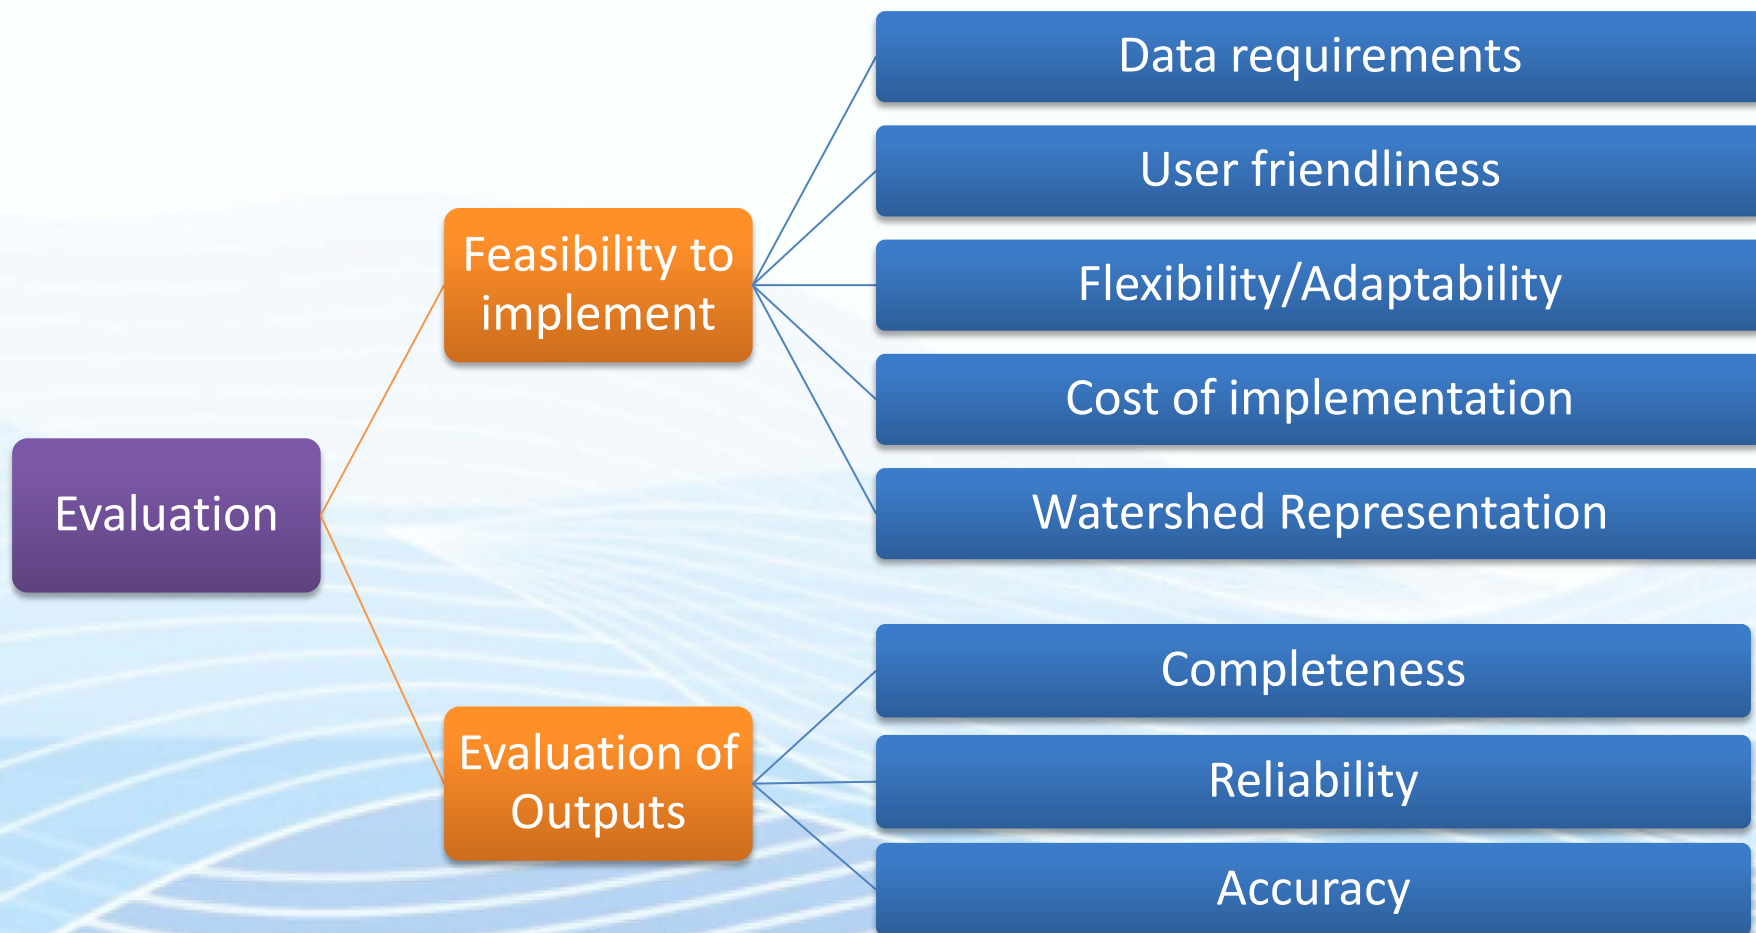 Evaluation
Feasibility to
implement
Data requirements
User friendliness
Flexibility/Adaptability
Cost of implementation
Watershed Representation
Evaluation of
Outputs
Completeness
Reliability
Accuracy